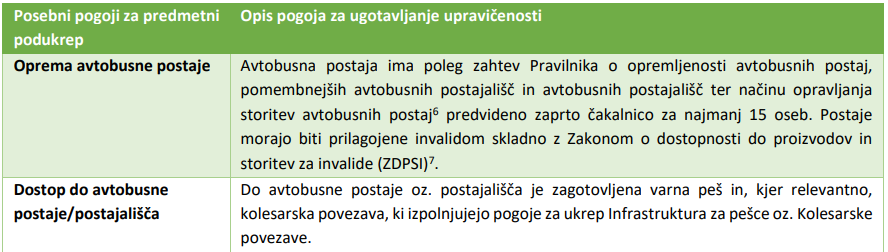 Posebni pogoji za predmetni podukrep
Opis pogoja za ugotavljanje upravičenosti
Oprema avtobusne postaje
Avtobusna postaja ima poleg zahtev Pravilnika o opremljenosti avtobusnih postaj,
pomembnejših avtobusnih postajališč in avtobusnih postajališč ter načinu opravljanja
storitev avtobusnih postaj6 predvideno zaprto čakalnico za najmanj 15 oseb. Postaje
morajo biti prilagojene invalidom skladno z Zakonom o dostopnosti do proizvodov in
storitev za invalide (ZDPSI)7.
Dostop do avtobusne
postaje/postajališča
Do avtobusne postaje oz. postajališča je zagotovljena varna peš in, kjer relevantno,
kolesarska povezava, ki izpolnjujejo pogoje za ukrep Infrastruktura za pešce oz. Kolesarske
povezave.